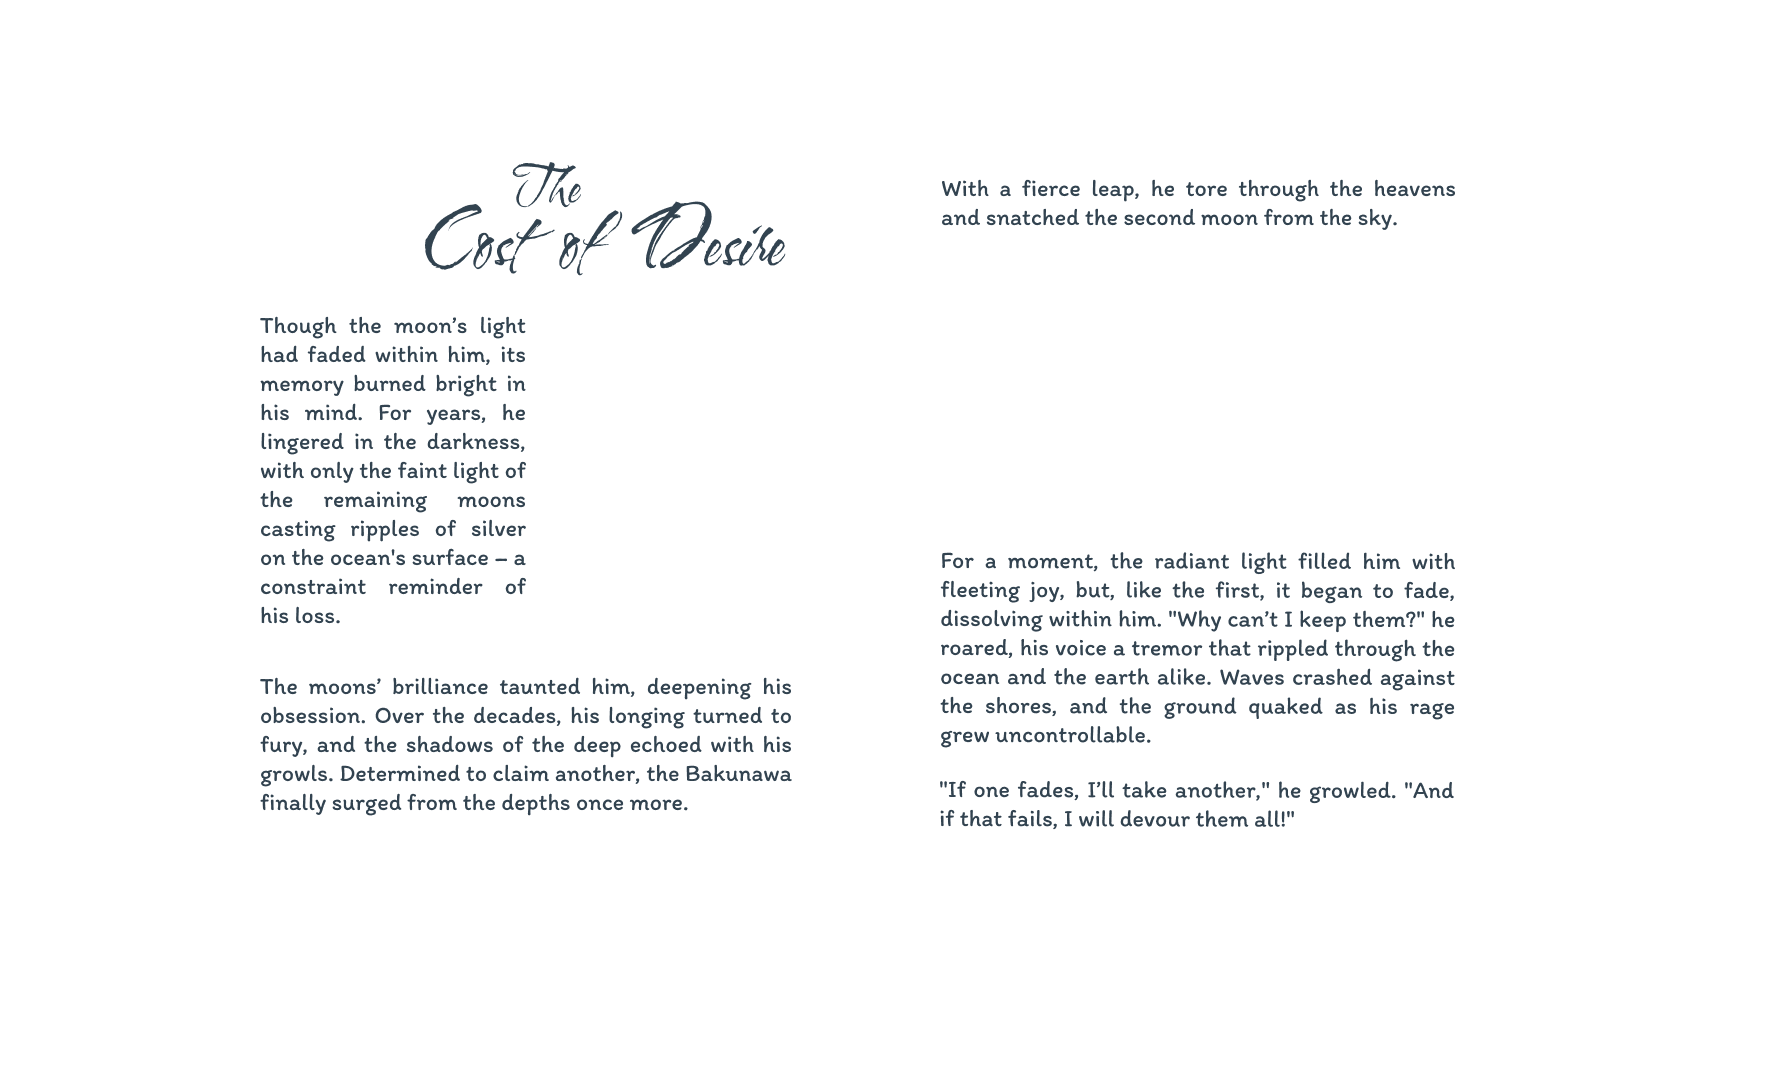 The
Cost of Desire
Though the moon’s light
had faded within him, its
memory burned bright in
his mind. For years, he
lingered in the darkness,
with only the faint light of
the remaining moons
casting ripples of silver
on the ocean's surface – a
constraint reminder of
his loss.
The moons’ brilliance taunted him, deepening his
obsession. Over the decades, his longing turned to
fury, and the shadows of the deep echoed with his
growls. Determined to claim another, the Bakunawa
finally surged from the depths once more.
With a fierce leap, he tore through the heavens
and snatched the second moon from the sky.
For a moment, the radiant light filled him with
fleeting joy, but, like the first, it began to fade,
dissolving within him. "Why can’t I keep them?" he
roared, his voice a tremor that rippled through the
ocean and the earth alike. Waves crashed against
the shores, and the ground quaked as his rage
grew uncontrollable.
"If one fades, I’ll take another," he growled. "And
if that fails, I will devour them all!"